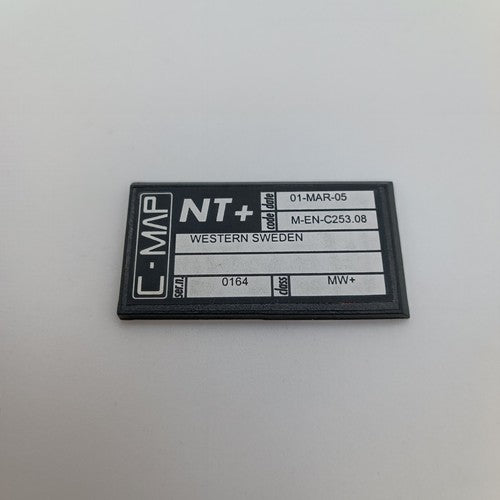 C-MAP
NT+
date 01-MAR-05
code M-EN-C253.08
WESTERN SWEDEN
ser.n. 0164 class MW+